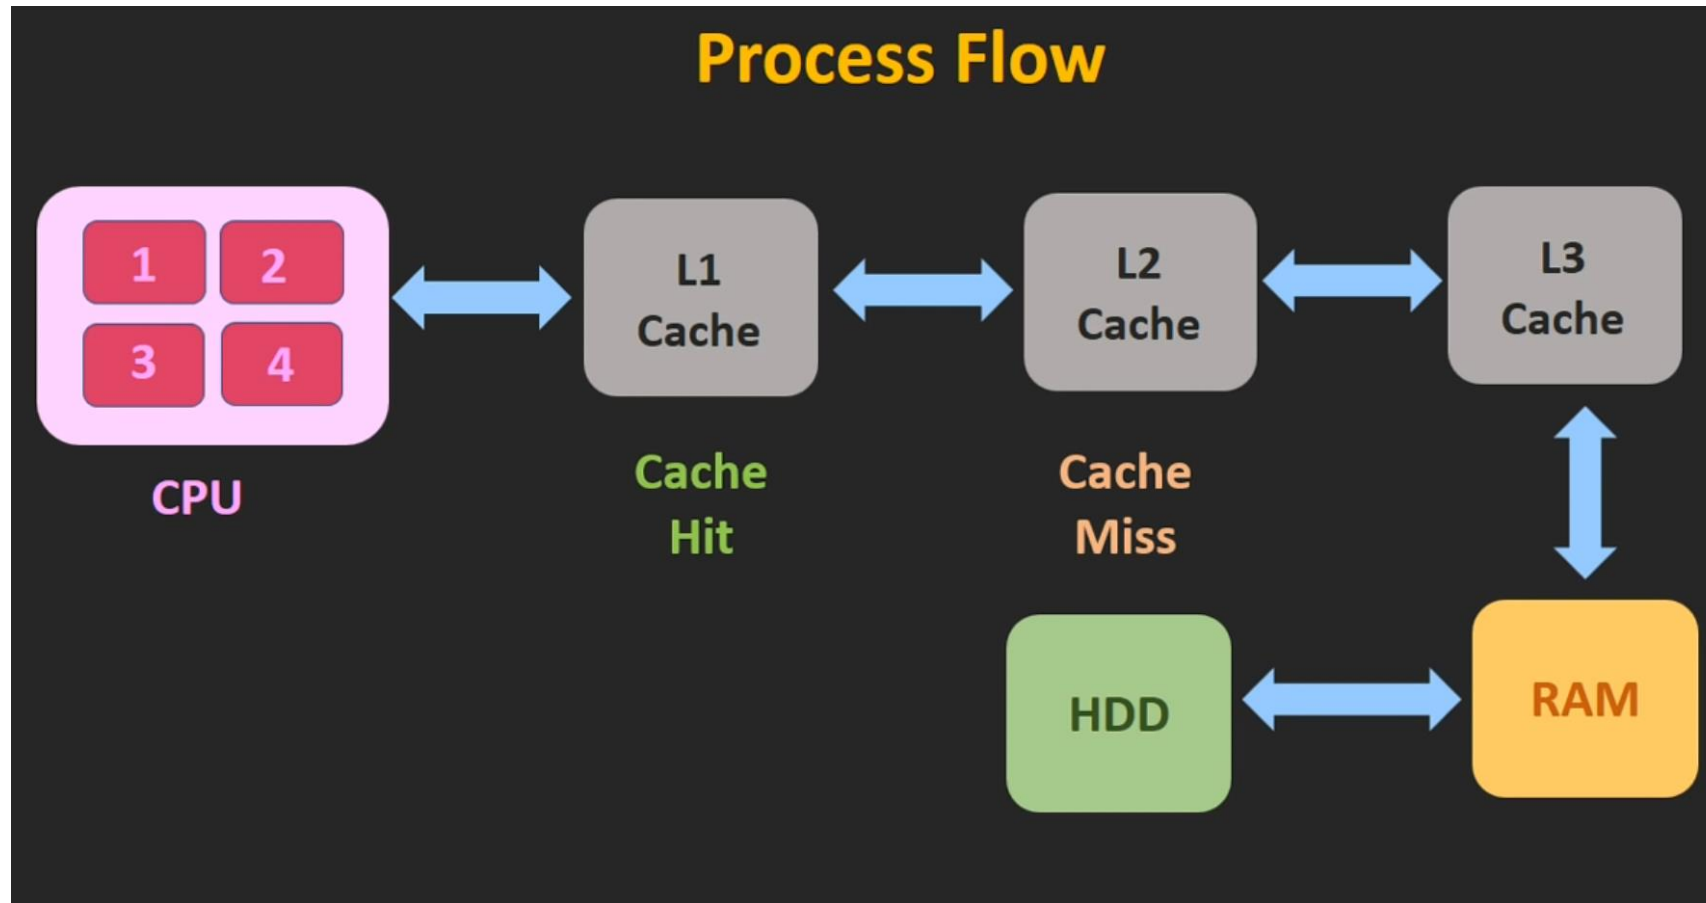 Process Flow
1
2
3
4
CPU
L1
Cache
L2
Cache
L3
Cache
Cache
Hit
Cache
Miss
HDD
RAM